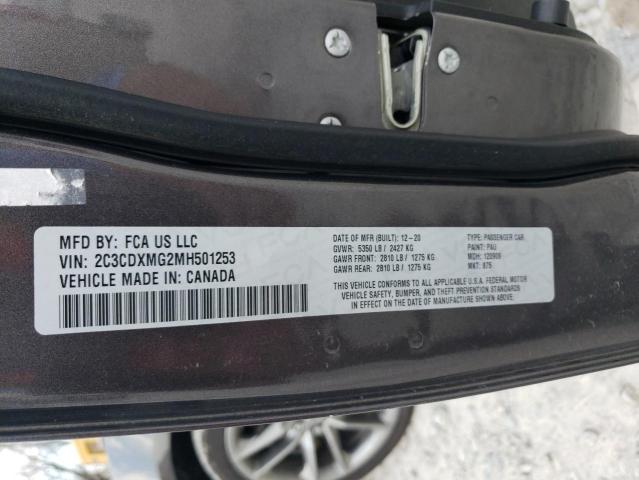 MFD BY: FCA US LLC
VIN: 2C3CDXMG2MH501253
VEHICLE MADE IN: CANADA
DATE OF MFR (BUILT): 12-20
GVWR: 5350 LB / 2427 KG
GAWR FRONT: 2810 LB / 1275 KG
GAWR REAR: 2810 LB / 1275 KG
TYPE: PASSENGER CAR
PAINT: PAU
MDH: 120909
MKT: 875
THIS VEHICLE CONFORMS TO ALL APPLICABLE U.S.A. FEDERAL MOTOR
VEHICLE SAFETY, BUMPER, AND THEFT PREVENTION STANDARDS
IN EFFECT ON THE DATE OF MANUFACTURE SHOWN ABOVE.